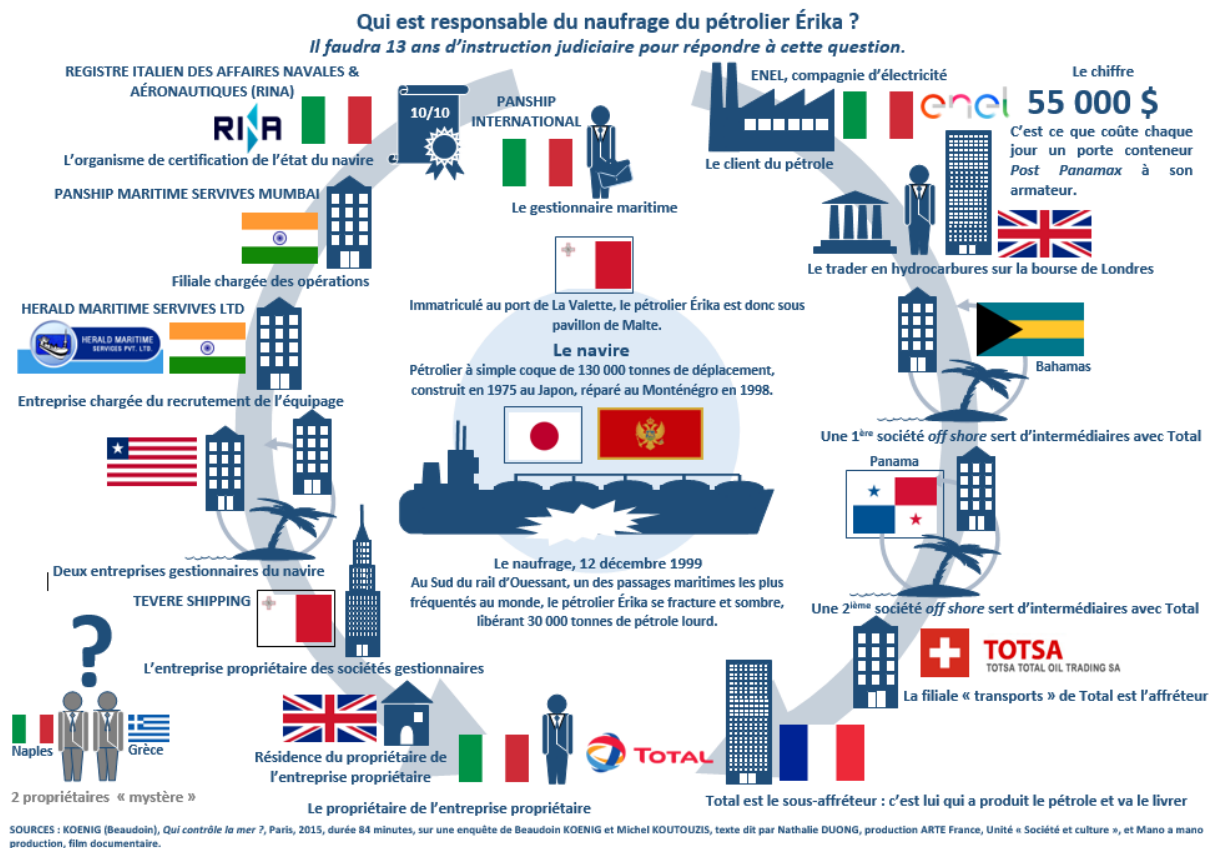 Qui est responsable du naufrage du pétrolier Érika ?
Il faudra 13 ans d'instruction judiciaire pour répondre à cette question.
REGISTRE ITALIEN DES AFFAIRES NAVALES &
AÉRONAUTIQUES (RINA)
RINA
10/10
L'organisme de certification de l'état du navire
PANSHIP
INTERNATIONAL
Le gestionnaire maritime
PANSHIP MARITIME SERVIVES MUMBAI
Filiale chargée des opérations
HERALD MARITIME SERVIVES LTD
HERALD MARITIME
SERVICES PVT. LTD.
Entreprise chargée du recrutement de l'équipage
Deux entreprises gestionnaires du navire
TEVERE SHIPPING
L'entreprise propriétaire des sociétés gestionnaires
?
Naples
Grèce
2 propriétaires « mystère »
Résidence du propriétaire de
l'entreprise propriétaire
Le propriétaire de l'entreprise propriétaire
Immatriculé au port de La Valette, le pétrolier Érika est donc sous
pavillon de Malte.
Le navire
Pétrolier à simple coque de 130 000 tonnes de déplacement,
construit en 1975 au Japon, réparé au Monténégro en 1998.
Le naufrage, 12 décembre 1999
Au Sud du rail d'Ouessant, un des passages maritimes les plus
fréquentés au monde, le pétrolier Érika se fracture et sombre,
libérant 30 000 tonnes de pétrole lourd.
ENEL, compagnie d'électricité
enel
Le client du pétrole
Le chiffre
55 000 $
C'est ce que coûte chaque
jour un porte conteneur
Post Panamax à son
armateur.
Le trader en hydrocarbures sur la bourse de Londres
Bahamas
Une 1ère société off shore sert d'intermédiaires avec Total
Panama
Une 2ième société off shore sert d'intermédiaires avec Total
TOTSA
TOTSA TOTAL OIL TRADING SA
La filiale « transports » de Total est l'affréteur
TOTAL
Total est le sous-affréteur : c'est lui qui a produit le pétrole et va le livrer
SOURCES : KOENIG (Beaudoin), Qui contrôle la mer ?, Paris, 2015, durée 84 minutes, sur une enquête de Beaudoin KOENIG et Michel KOUTOUZIS, texte dit par Nathalie DUONG, production ARTE France, Unité « Société et culture », et Mano a mano
production, film documentaire.